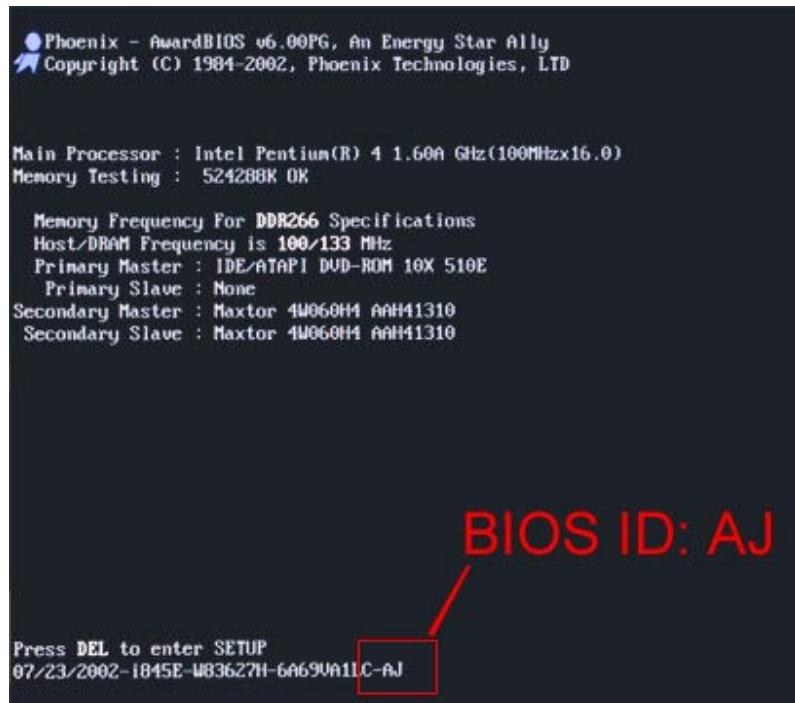 Phoenix - AwardBIOS v6.00PG, An Energy Star Ally
Copyright (C) 1984-2002, Phoenix Technologies, LTD
Main Processor : Intel Pentium(R) 4 1.60A GHz(100MHzx16.0)
Memory Testing : 524288K OK
Memory Frequency For DDR266 Specifications
Host/DRAM Frequency is 100/133 MHz
Primary Master : IDE/ATAPI DVD-ROM 10X 510E
Primary Slave : None
Secondary Master : Maxtor 4W060H4 AAH41310
Secondary Slave : Maxtor 4W060H4 AAH41310
BIOS ID: AJ
Press DEL to enter SETUP
07/23/2002-i845E-W83627H-6A69VA1LC-AJ